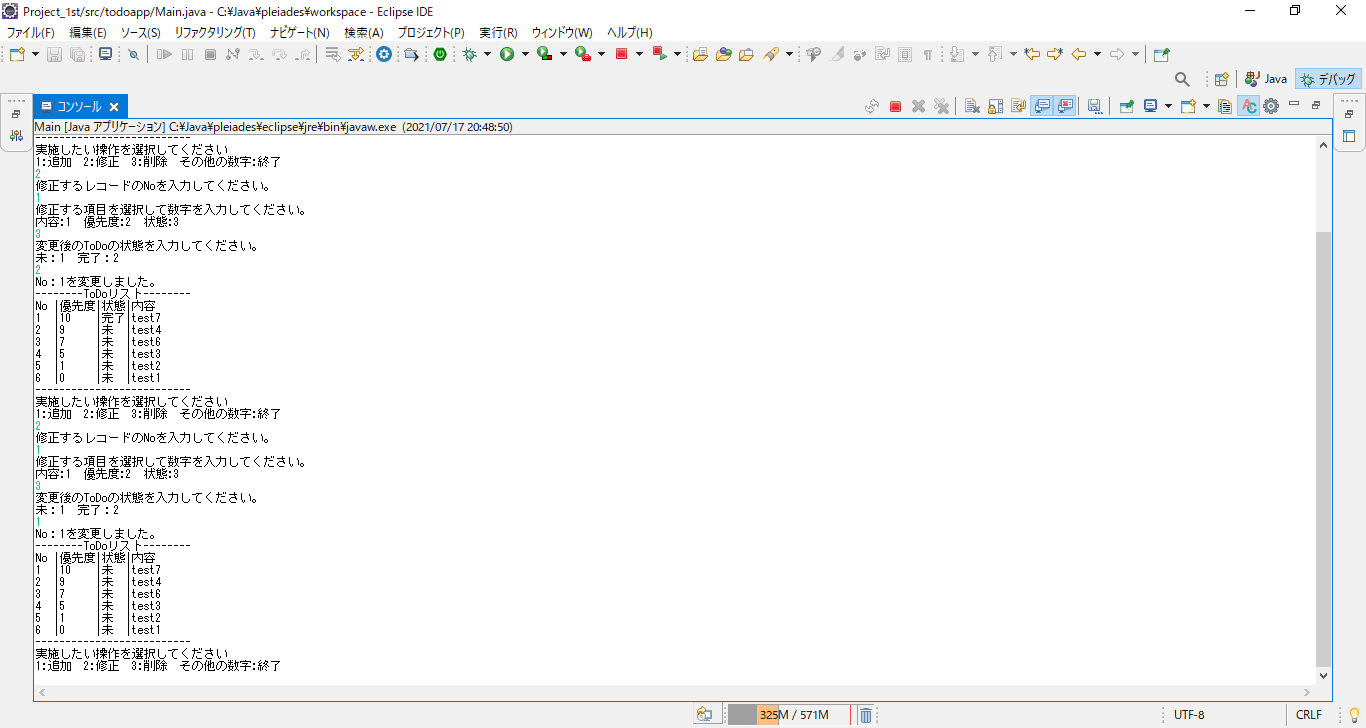 Project_1st/src/todoapp/Main.java - C:¥Java¥pleiades¥workspace - Eclipse IDE
ファイル(F) 編集(E) ソース(S) リファクタリング(T) ナビゲート(N) 検索(A) プロジェクト(P) 実行(R) ウィンドウ(W) ヘルプ(H)
Java デバッグ
コンソール
Main [Java アプリケーション] C:¥Java¥pleiades¥eclipse¥jre¥bin¥javaw.exe (2021/07/17 20:48:50)
--------------------------
実施したい操作を選択してください
1:追加 2:修正 3:削除 その他の数字:終了
2
修正するレコードのNoを入力してください。
1
修正する項目を選択して数字を入力してください。
内容:1 優先度:2 状態:3
3
変更後のToDoの状態を入力してください。
未：1 完了：2
2
No：1を変更しました。
--------ToDoリスト--------
No |優先度|状態|内容
1 |10 |完了|test7
2 |9 |未 |test4
3 |7 |未 |test6
4 |5 |未 |test3
5 |1 |未 |test2
6 |0 |未 |test1
--------------------------
実施したい操作を選択してください
1:追加 2:修正 3:削除 その他の数字:終了
2
修正するレコードのNoを入力してください。
1
修正する項目を選択して数字を入力してください。
内容:1 優先度:2 状態:3
3
変更後のToDoの状態を入力してください。
未：1 完了：2
1
No：1を変更しました。
--------ToDoリスト--------
No |優先度|状態|内容
1 |10 |未 |test7
2 |9 |未 |test4
3 |7 |未 |test6
4 |5 |未 |test3
5 |1 |未 |test2
6 |0 |未 |test1
--------------------------
実施したい操作を選択してください
1:追加 2:修正 3:削除 その他の数字:終了
325M / 571M UTF-8 CRLF